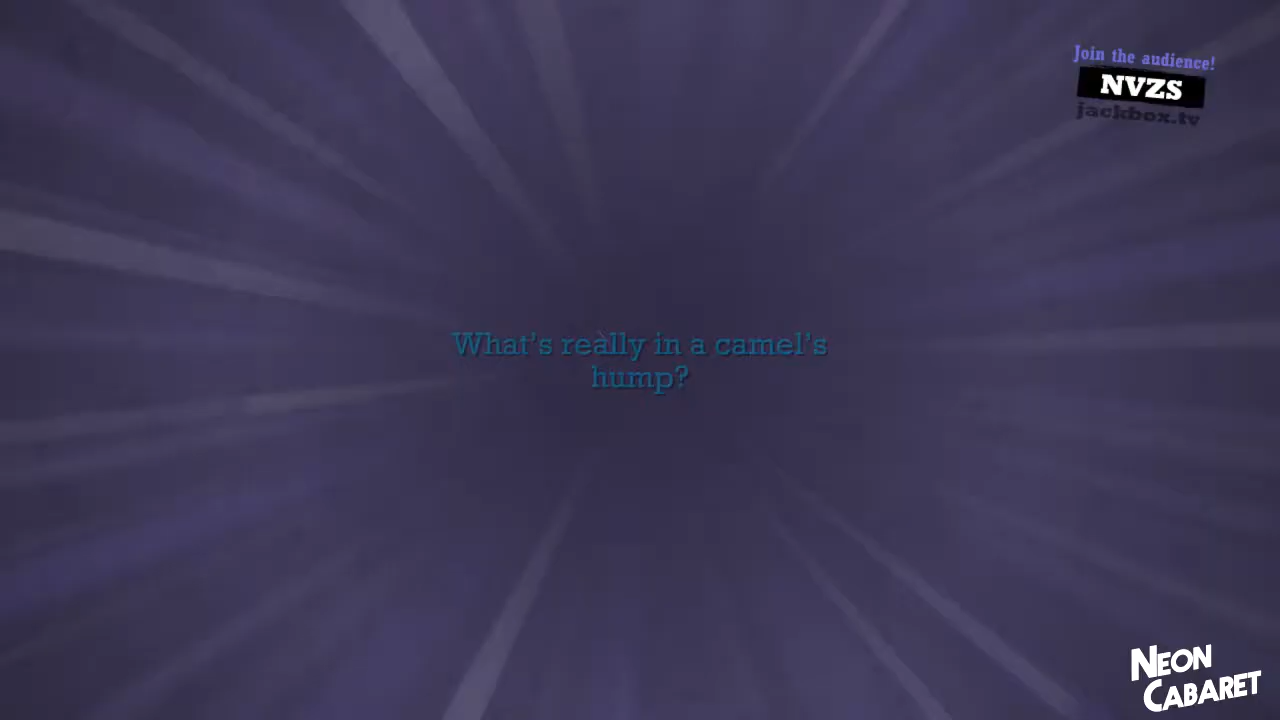 Join the audience!
NVZS
jackbox.tv
What's really in a camel's
hump?
NEON
CABARET